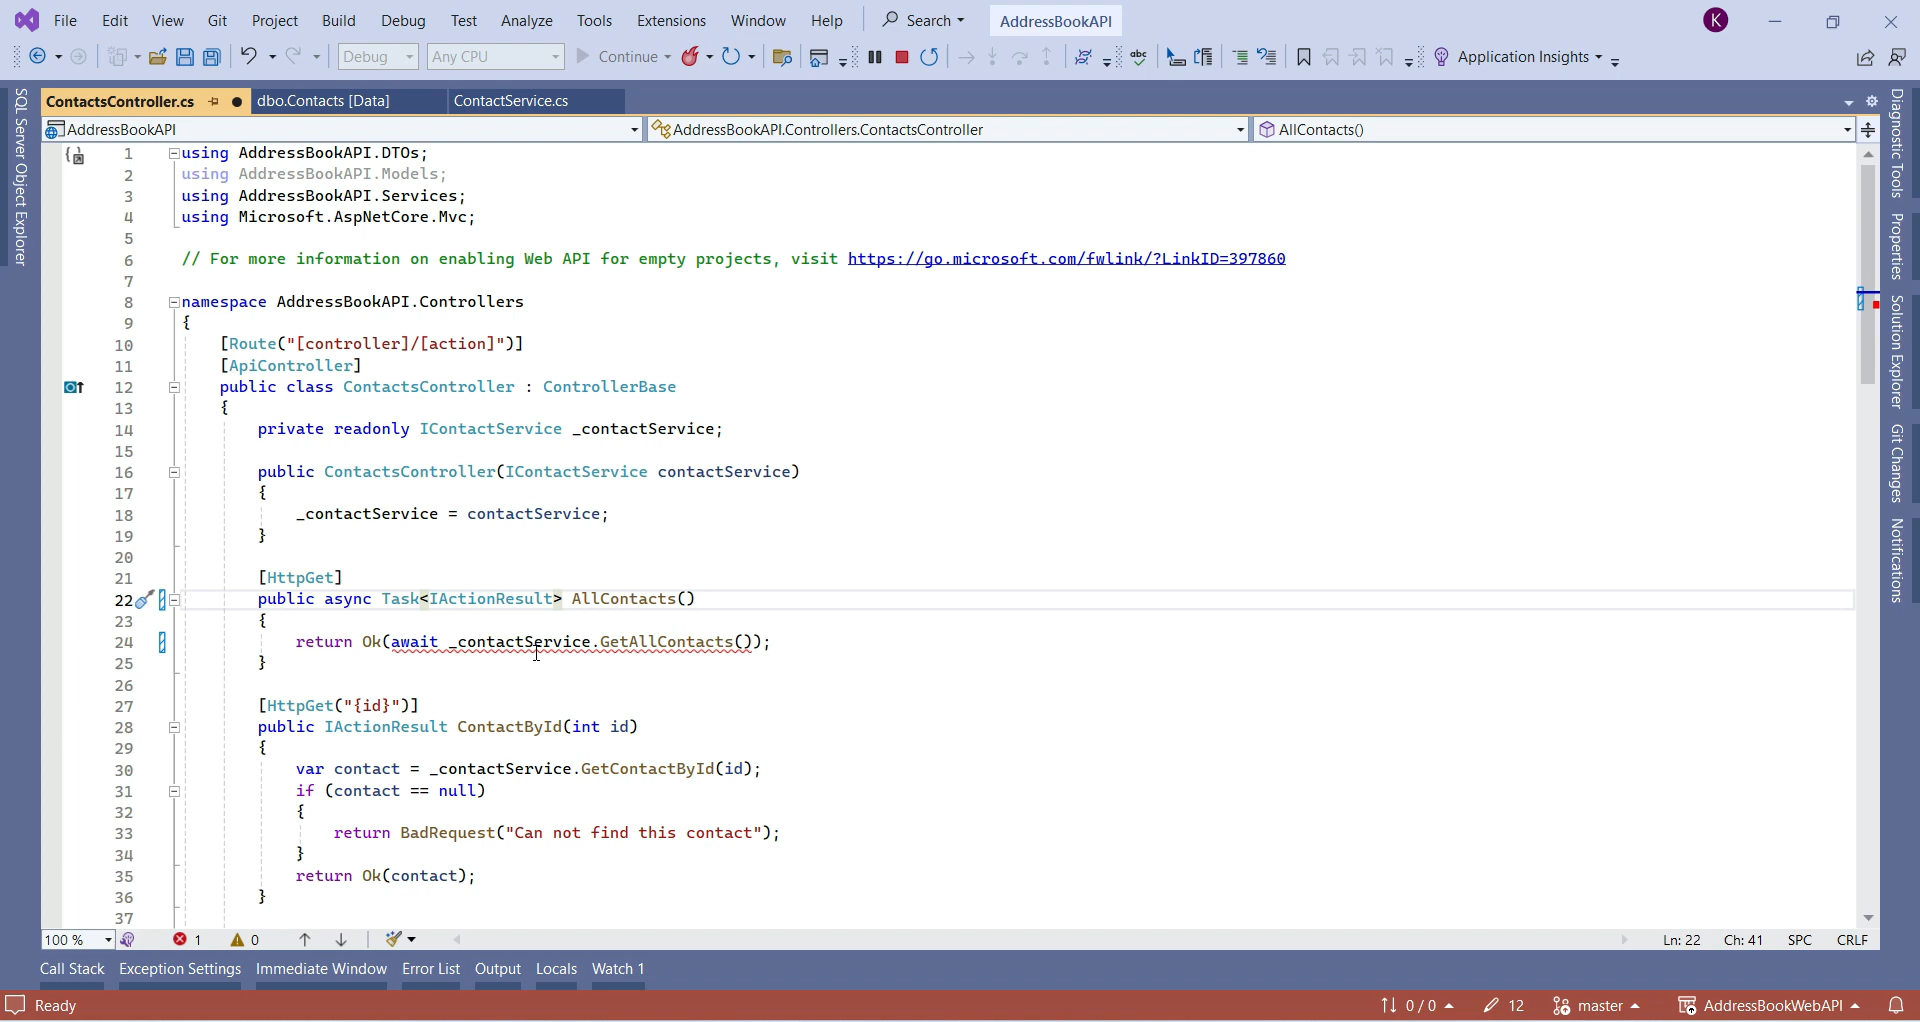 File Edit View Git Project Build Debug Test Analyze Tools Extensions Window Help Search AddressBookAPI K
Debug Any CPU Continue abc Application Insights
ContactsController.cs dbo.Contacts [Data] ContactService.cs
AddressBookAPI AddressBookAPI.Controllers.ContactsController AllContacts()
SQL Server Object Explorer
1 using AddressBookAPI.DTOs;
2 using AddressBookAPI.Models;
3 using AddressBookAPI.Services;
4 using Microsoft.AspNetCore.Mvc;
5
6 // For more information on enabling Web API for empty projects, visit https://go.microsoft.com/fwlink/?LinkID=397860
7
8 namespace AddressBookAPI.Controllers
9 {
10 [Route("[controller]/[action]")]
11 [ApiController]
12 public class ContactsController : ControllerBase
13 {
14 private readonly IContactService _contactService;
15
16 public ContactsController(IContactService contactService)
17 {
18 _contactService = contactService;
19 }
20
21 [HttpGet]
22 public async Task<IActionResult> AllContacts()
23 {
24 return Ok(await _contactService.GetAllContacts());
25 }
26
27 [HttpGet("{id}")]
28 public IActionResult ContactById(int id)
29 {
30 var contact = _contactService.GetContactById(id);
31 if (contact == null)
32 {
33 return BadRequest("Can not find this contact");
34 }
35 return Ok(contact);
36 }
37
Diagnostic Tools
Properties
Solution Explorer
Git Changes
Notifications
100 % 1 0 Ln: 22 Ch: 41 SPC CRLF
Call Stack Exception Settings Immediate Window Error List Output Locals Watch 1
Ready 0 / 0 12 master AddressBookWebAPI